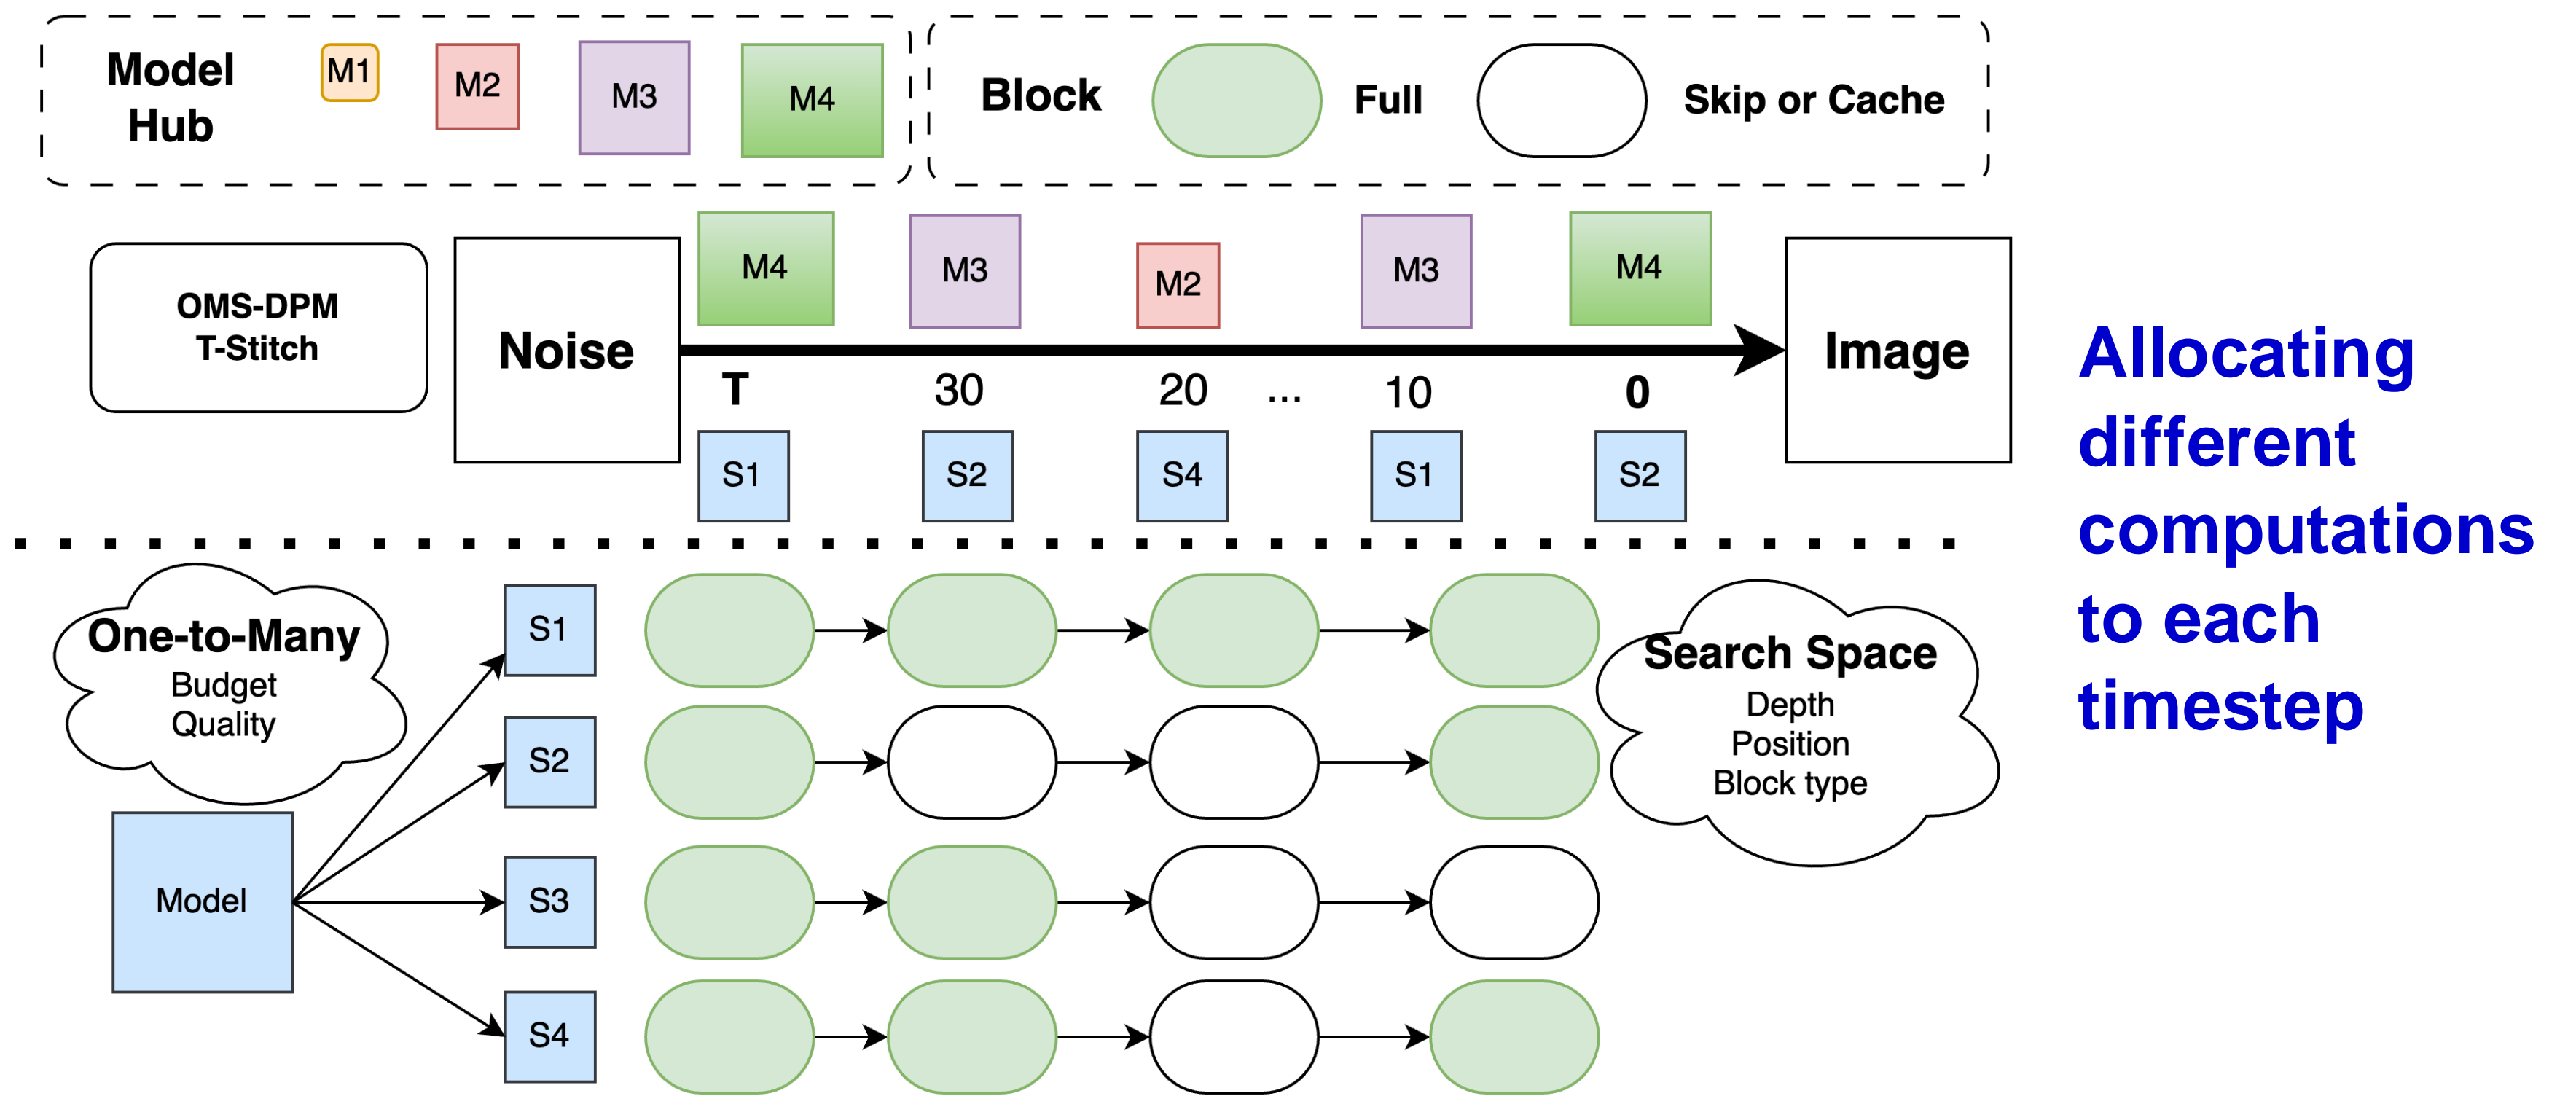 Model
Hub
M1
M2
M3
M4
Block
Full
Skip or Cache
OMS-DPM
T-Stitch
Noise
M4
M3
M2
M3
M4
Image
T
30
20
...
10
0
S1
S2
S4
S1
S2
Allocating
different
computations
to each
timestep
One-to-Many
Budget
Quality
Model
S1
S2
S3
S4
Search Space
Depth
Position
Block type